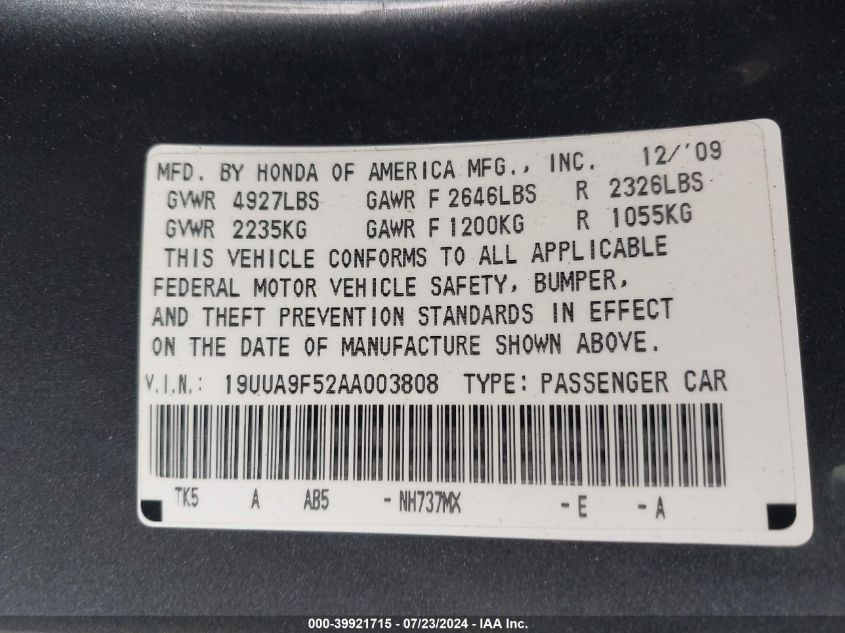 MFD. BY HONDA OF AMERICA MFG., INC. 12/'09
GVWR 4927LBS GAWR F 2646LBS R 2326LBS
GVWR 2235KG GAWR F 1200KG R 1055KG
THIS VEHICLE CONFORMS TO ALL APPLICABLE
FEDERAL MOTOR VEHICLE SAFETY, BUMPER,
AND THEFT PREVENTION STANDARDS IN EFFECT
ON THE DATE OF MANUFACTURE SHOWN ABOVE.
V.I.N.: 19UUA9F52AA003808 TYPE: PASSENGER CAR
TK5 A AB5 -NH737MX -E -A
000-39921715 / 07/23/2024 - IAA Inc.